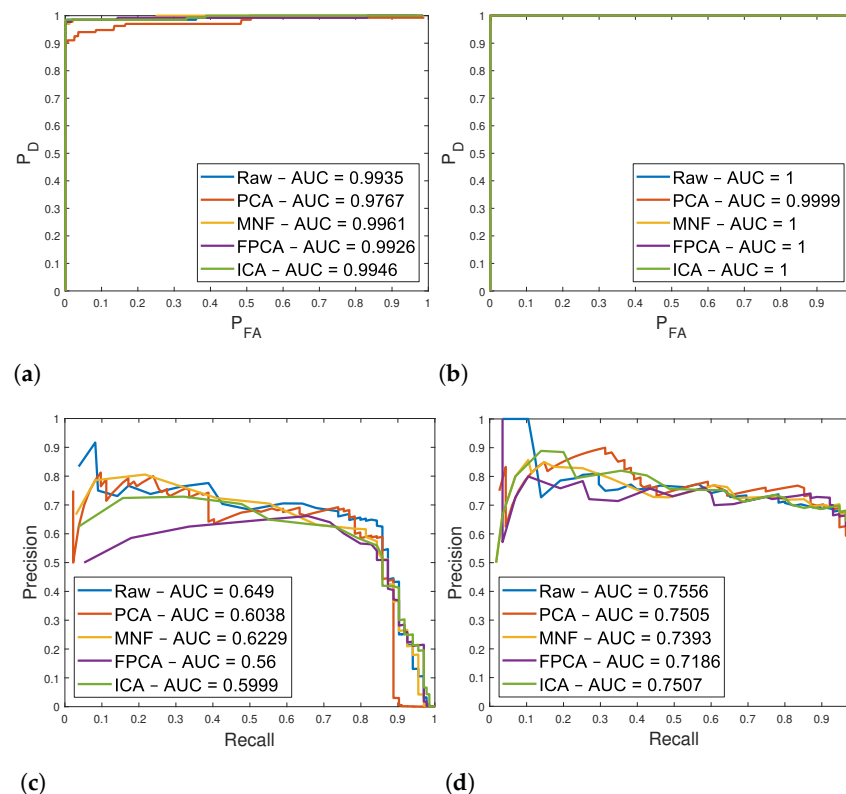 1
0.9
0.8
0.7
0.6
0.5
0.4
0.3
0.2
0.1
0
P_D
Raw – AUC = 0.9935
PCA – AUC = 0.9767
MNF – AUC = 0.9961
FPCA – AUC = 0.9926
ICA – AUC = 0.9946
0 0.1 0.2 0.3 0.4 0.5 0.6 0.7 0.8 0.9 1
P_FA
(a)
1
0.9
0.8
0.7
0.6
0.5
0.4
0.3
0.2
0.1
0
P_D
Raw – AUC = 1
PCA – AUC = 0.9999
MNF – AUC = 1
FPCA – AUC = 1
ICA – AUC = 1
0 0.1 0.2 0.3 0.4 0.5 0.6 0.7 0.8 0.9
P_FA
(b)
1
0.9
0.8
0.7
0.6
0.5
0.4
0.3
0.2
0.1
0
Precision
Raw – AUC = 0.649
PCA – AUC = 0.6038
MNF – AUC = 0.6229
FPCA – AUC = 0.56
ICA – AUC = 0.5999
0 0.1 0.2 0.3 0.4 0.5 0.6 0.7 0.8 0.9 1
Recall
(c)
1
0.9
0.8
0.7
0.6
0.5
0.4
0.3
0.2
0.1
0
Precision
Raw – AUC = 0.7556
PCA – AUC = 0.7505
MNF – AUC = 0.7393
FPCA – AUC = 0.7186
ICA – AUC = 0.7507
0 0.1 0.2 0.3 0.4 0.5 0.6 0.7 0.8 0.9
Recall
(d)